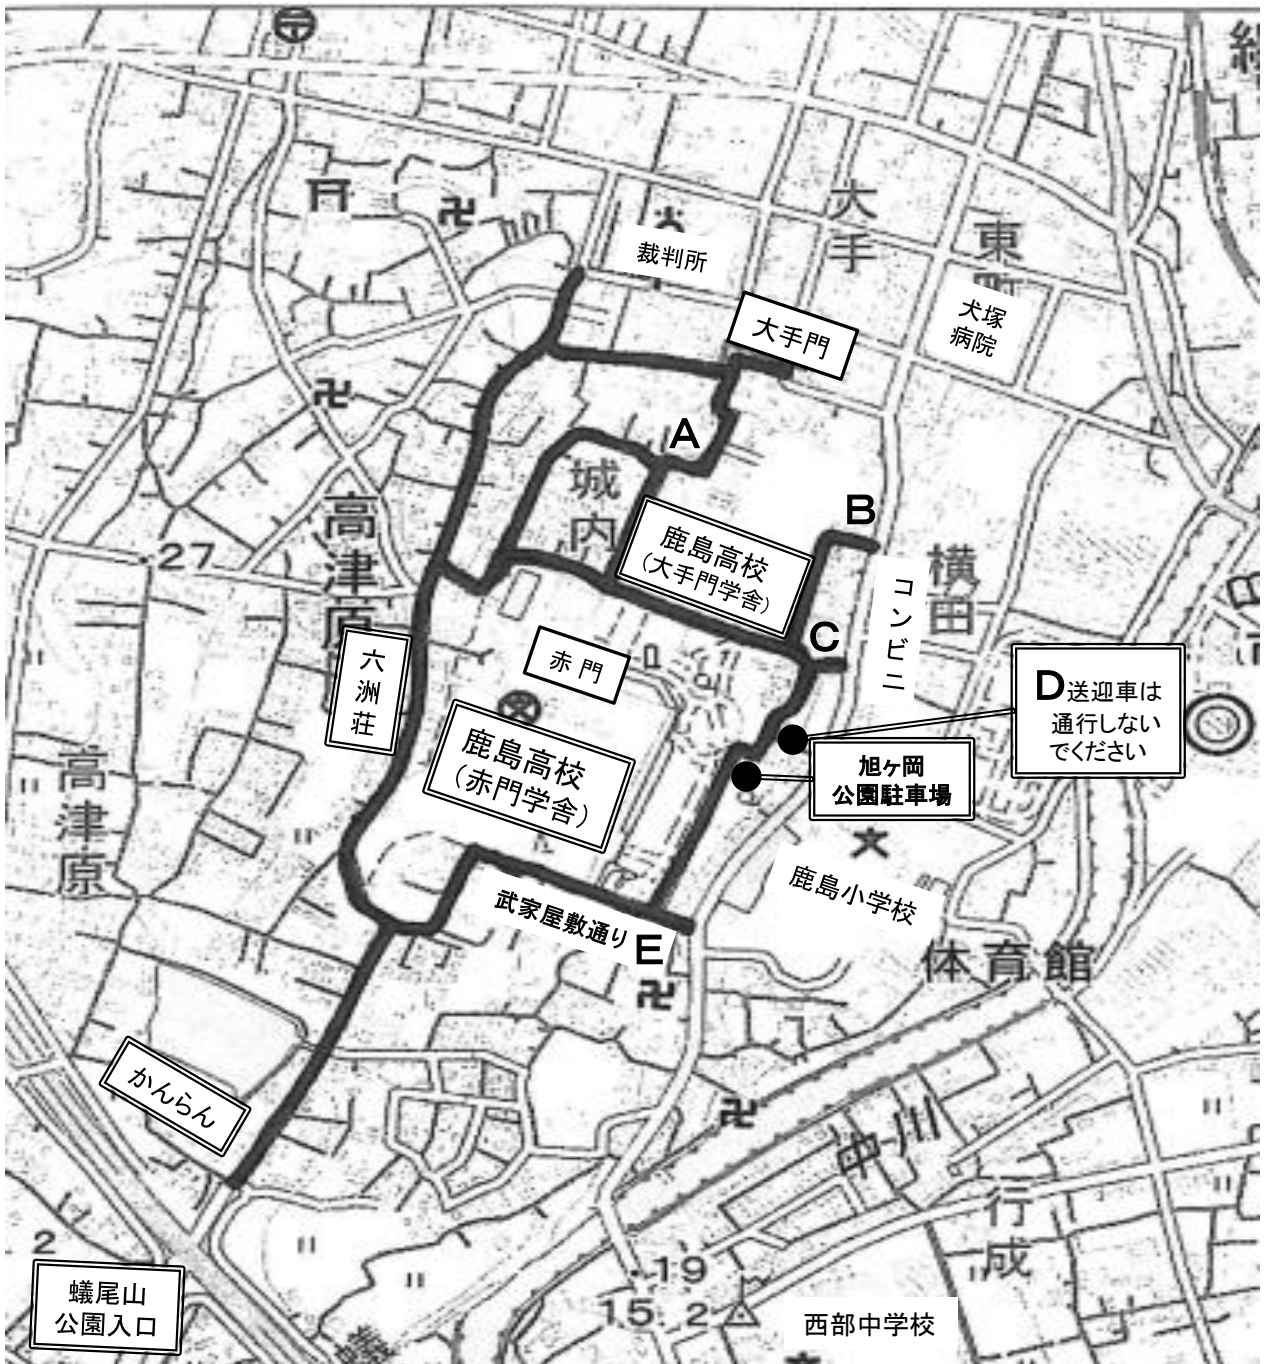 裁判所
大手
東町
犬塚
病院
大手門
A
城内
B
鹿島高校
(大手門学舎)
コンビニ
横田
27
高津原
C
赤門
六洲荘
D送迎車は
通行しない
でください
鹿島高校
(赤門学舎)
旭ヶ岡
公園駐車場
高津原
鹿島小学校
武家屋敷通り
E
体育館
かんらん
中川
行成
2
蟻尾山
公園入口
19
15.2
西部中学校